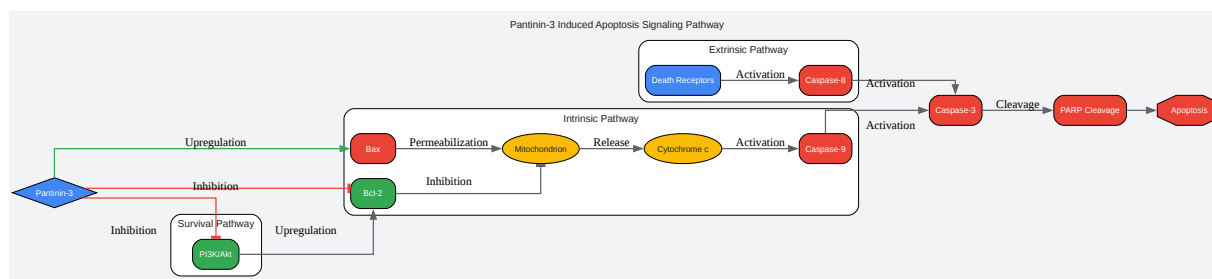 Pantinin-3 Induced Apoptosis Signaling Pathway
Extrinsic Pathway
Death Receptors
Activation
Caspase-8
Activation
Caspase-3
Cleavage
PARP Cleavage
Apoptosis
Intrinsic Pathway
Activation
Upregulation
Bax
Permeabilization
Mitochondrion
Release
Cytochrome c
Activation
Caspase-9
Pantinin-3
Inhibition
Bcl-2
Inhibition
Survival Pathway
Inhibition
Upregulation
PI3K/Akt